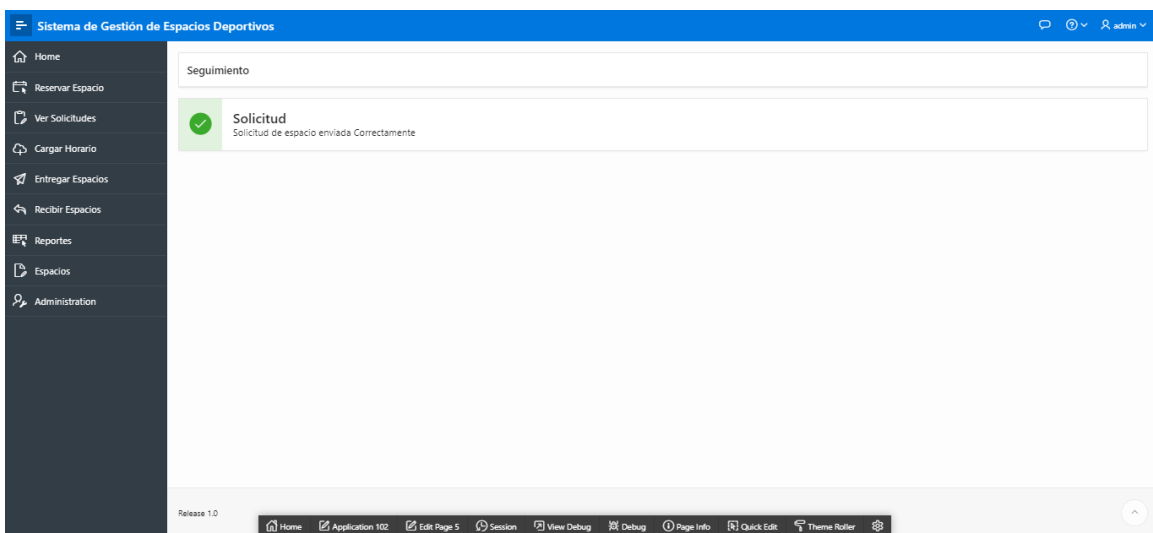 Sistema de Gestión de Espacios Deportivos
admin
Home
Reservar Espacio
Ver Solicitudes
Cargar Horario
Entregar Espacios
Recibir Espacios
Reportes
Espacios
Administration
Seguimiento
Solicitud
Solicitud de espacio enviada Correctamente
Release 1.0
Home Application 102 Edit Page 5 Session View Debug Debug Page Info Quick Edit Theme Roller